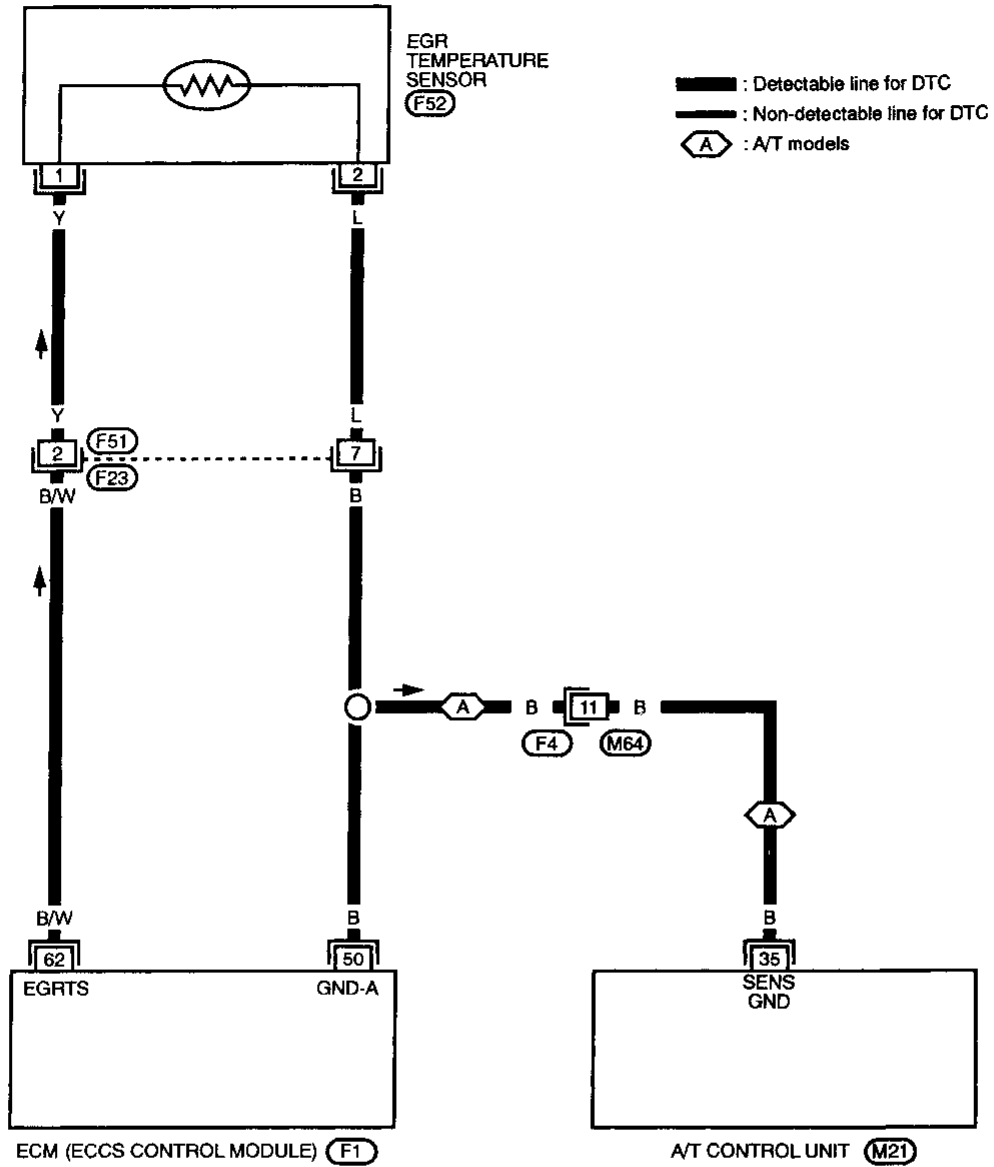 EGR
TEMPERATURE
SENSOR
F52
: Detectable line for DTC
: Non-detectable line for DTC
A : A/T models
1 2
Y L
Y L
2 F51 7
F23
B/W B
A B 11 B
F4 M64
A
B/W B B
62 50 35
EGRTS GND-A SENS
GND
ECM (ECCS CONTROL MODULE) F1 A/T CONTROL UNIT M21